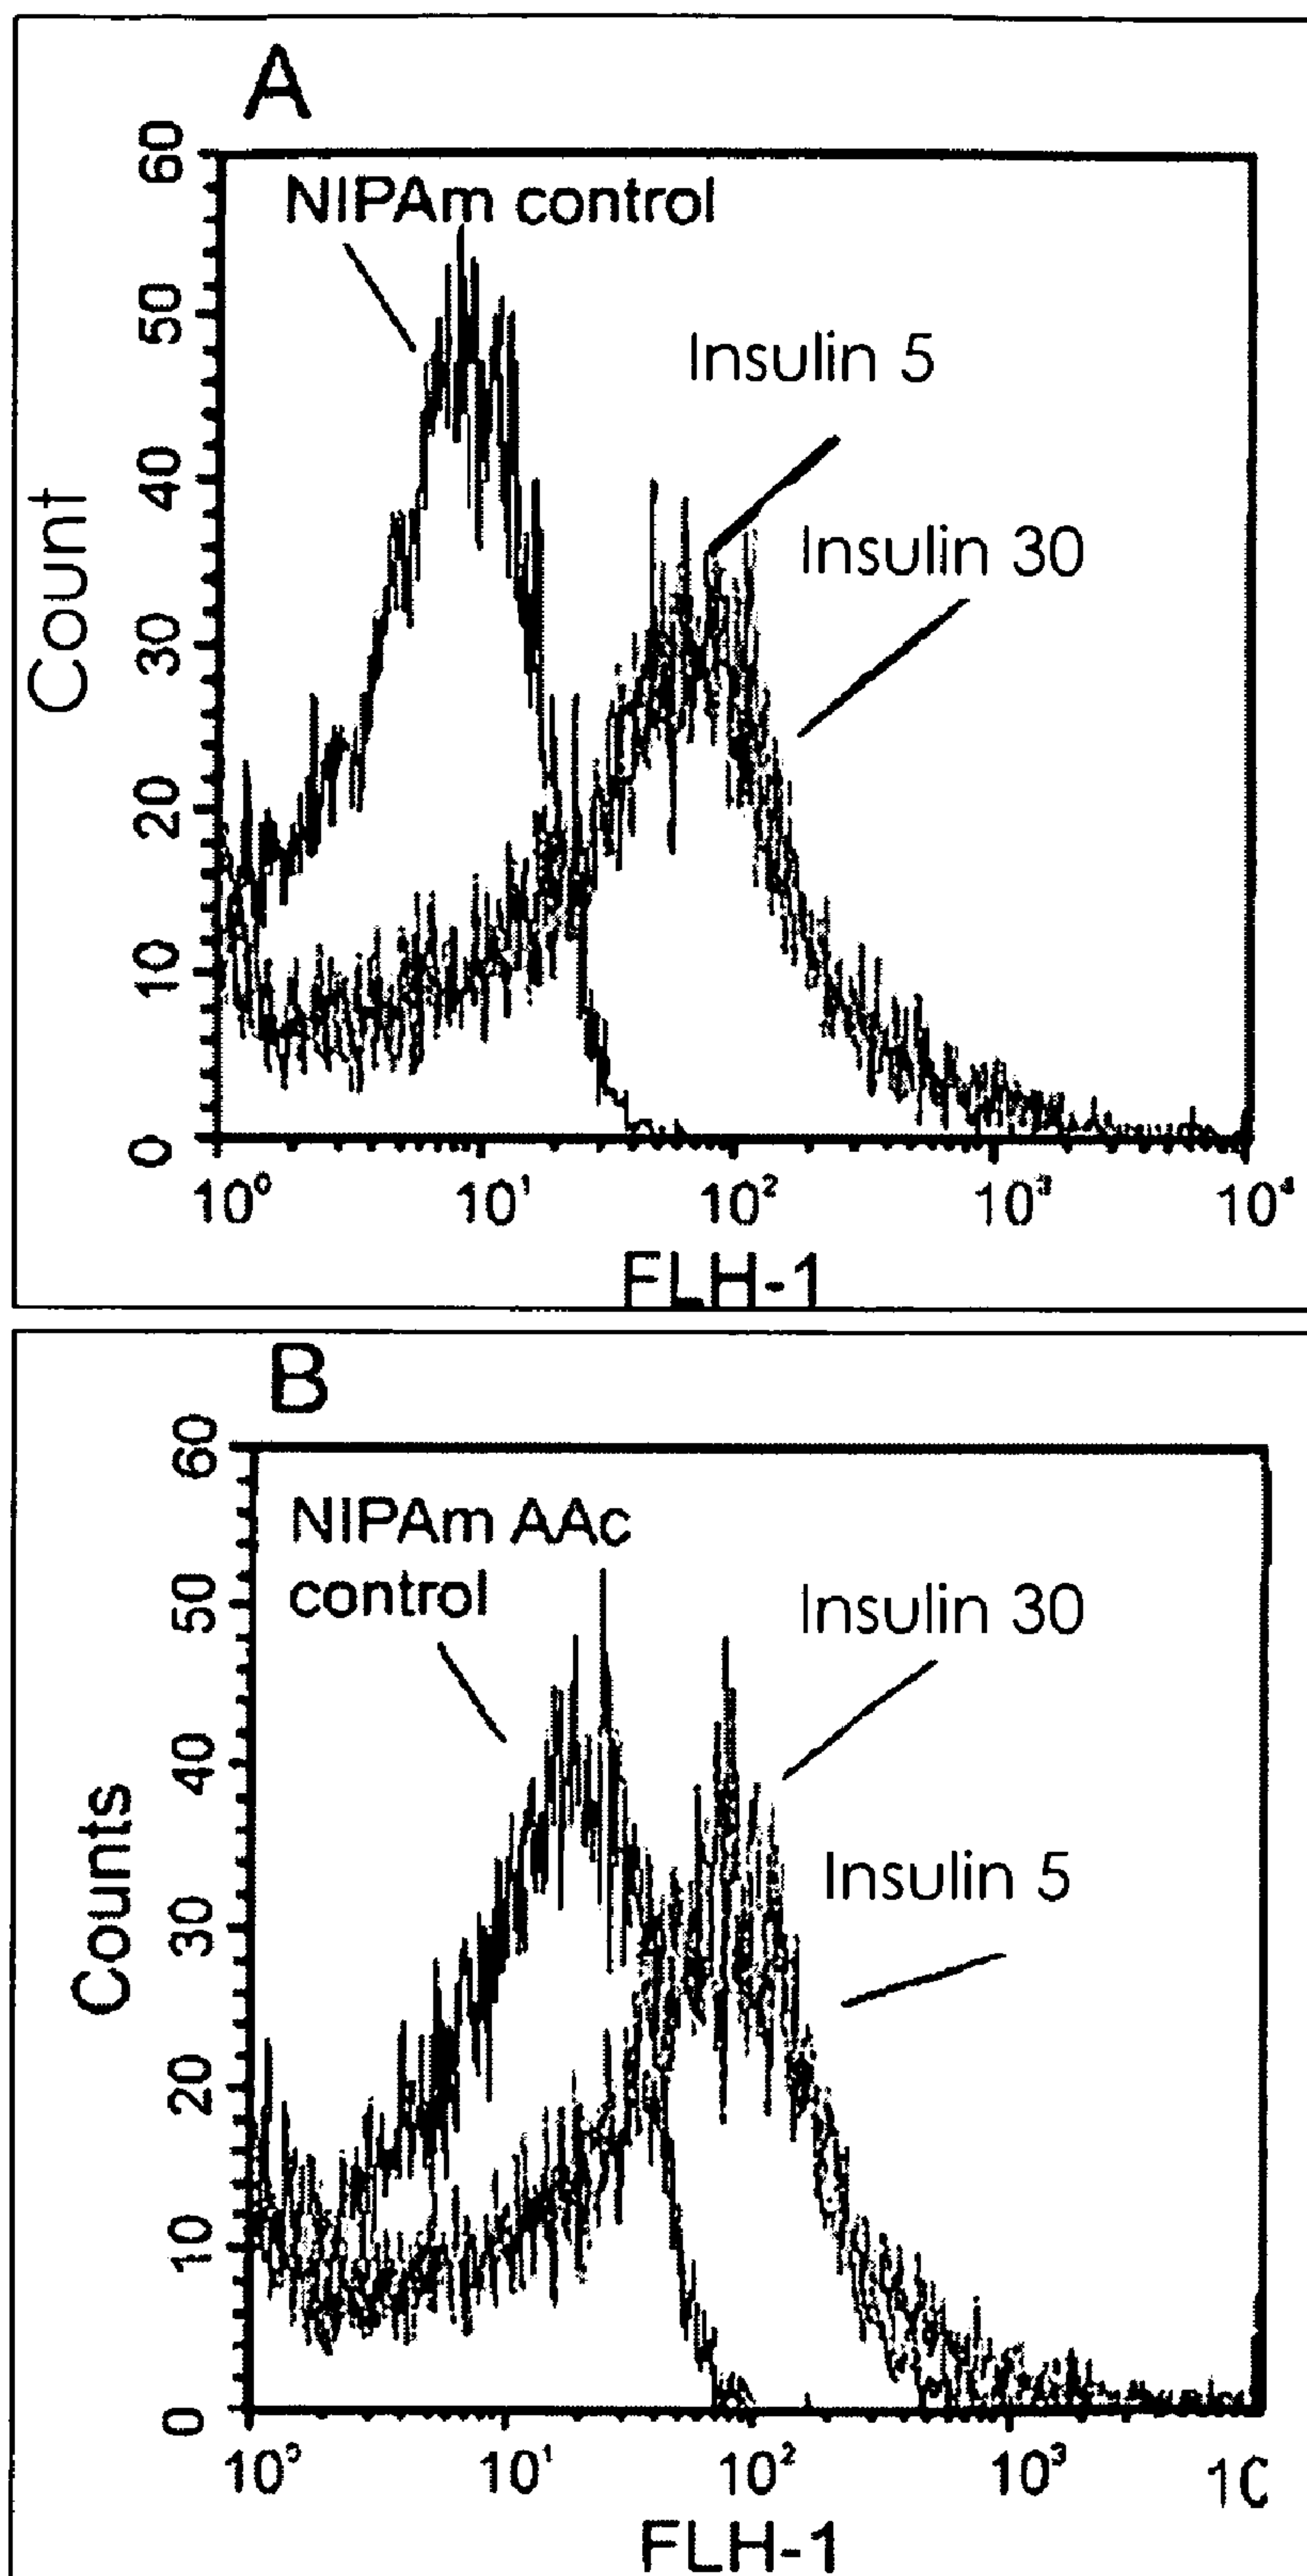 A
60
NIPAm control
50
Insulin 5
40
Insulin 30
Count
30
20
10
0
10⁰ 10¹ 10² 10³ 10⁴
FLH-1
B
60
NIPAm AAc
control
50
Insulin 30
40
Insulin 5
Counts
30
20
10
0
10⁰ 10¹ 10² 10³ 10
FLH-1